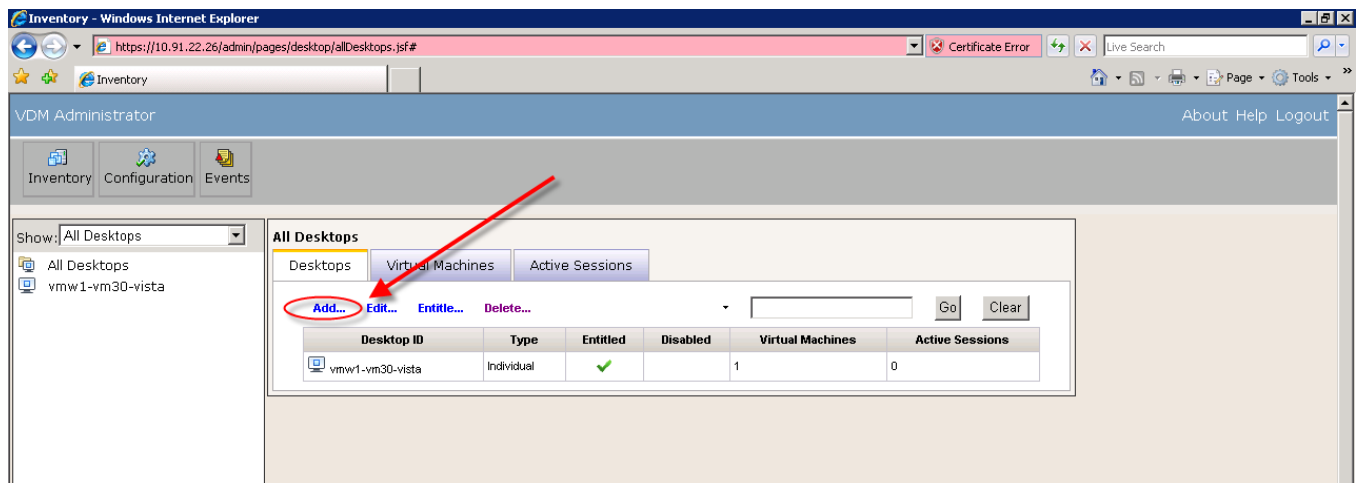 Inventory - Windows Internet Explorer
https://10.91.22.26/admin/pages/desktop/allDesktops.jsf#
Certificate Error
Live Search
Inventory
Page
Tools
»
VDM Administrator
About Help Logout
Inventory Configuration Events
Show: All Desktops
All Desktops
vmw1-vm30-vista
All Desktops
Desktops Virtual Machines Active Sessions
Add... Edit... Entitle... Delete... Go Clear
Desktop ID Type Entitled Disabled Virtual Machines Active Sessions
vmw1-vm30-vista Individual 1 0